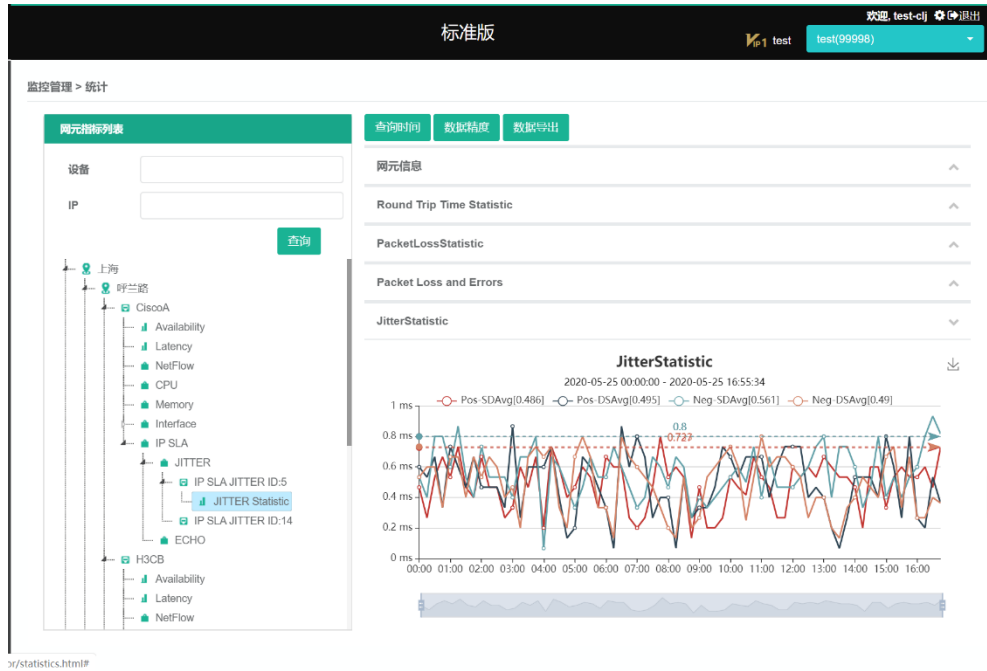 欢迎, test-clj 退出
标准版
VIP1 test
test(99998)
监控管理 > 统计
网元指标列表
设备
IP
查询
上海
呼兰路
CiscoA
Availability
Latency
NetFlow
CPU
Memory
Interface
IP SLA
JITTER
IP SLA JITTER ID:5
JITTER Statistic
IP SLA JITTER ID:14
ECHO
H3CB
Availability
Latency
NetFlow
查询时间 数据精度 数据导出
网元信息
Round Trip Time Statistic
PacketLossStatistic
Packet Loss and Errors
JitterStatistic
JitterStatistic
2020-05-25 00:00:00 - 2020-05-25 16:55:34
Pos-SDAvg[0.486] Pos-DSAvg[0.495] Neg-SDAvg[0.561] Neg-DSAvg[0.49]
1 ms
0.8
0.8 ms
0.727
0.6 ms
0.4 ms
0.2 ms
0 ms
00:00 01:00 02:00 03:00 04:00 05:00 06:00 07:00 08:00 09:00 10:00 11:00 12:00 13:00 14:00 15:00 16:00
or/statistics.html#